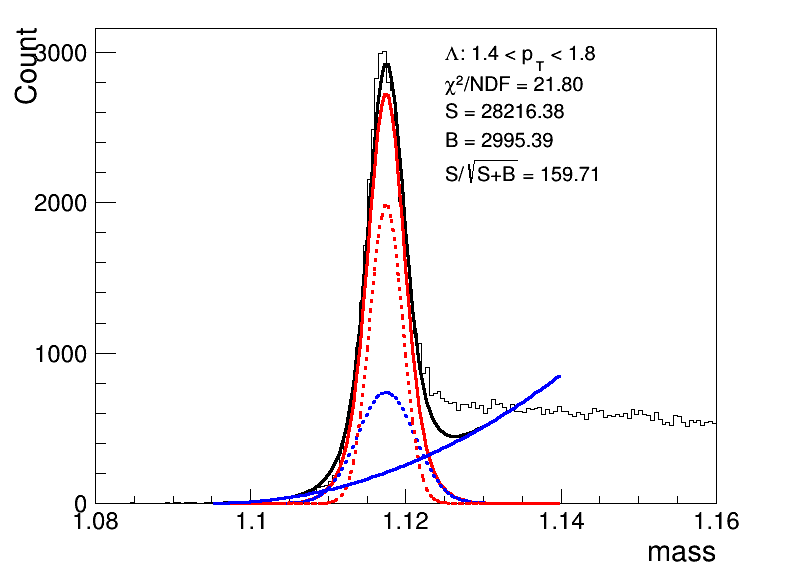 Count
3000
2000
1000
0
Λ: 1.4 < pT < 1.8
χ²/NDF = 21.80
S = 28216.38
B = 2995.39
S/√S+B = 159.71
1.08 1.1 1.12 1.14 1.16
mass